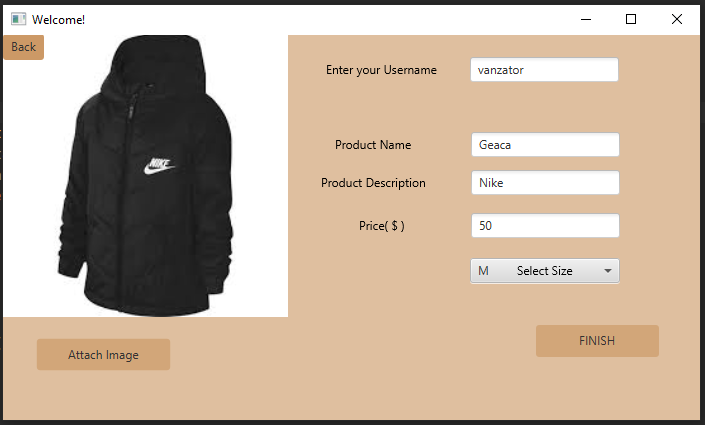 Welcome!
Back
Enter your Username vanzator
NIKE
Product Name Geaca
Product Description Nike
Price( $ ) 50
M Select Size
FINISH
Attach Image